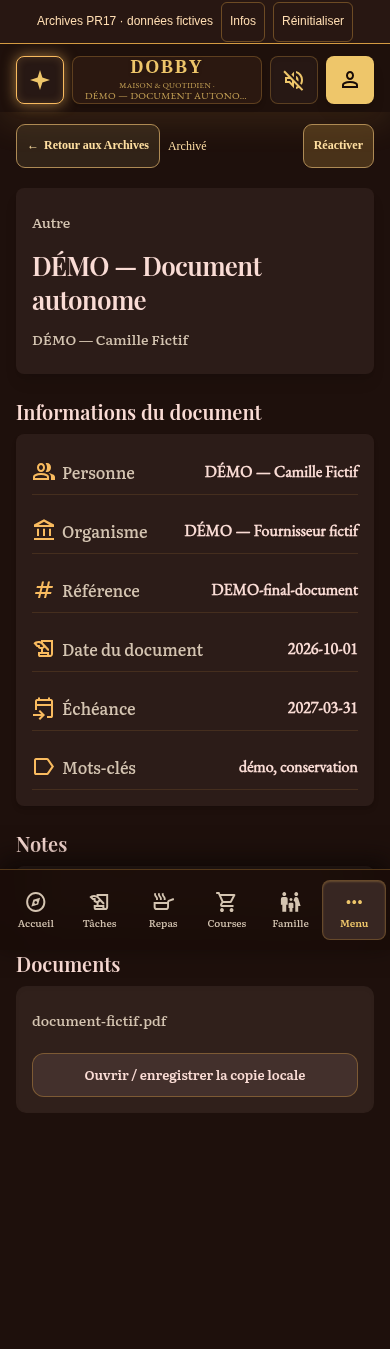 Archives PR17 · données fictives Infos Réinitialiser
DOBBY
MAISON & QUOTIDIEN ·
DÉMO — DOCUMENT AUTONO…
← Retour aux Archives Archivé Réactiver
Autre
DÉMO — Document
autonome
DÉMO — Camille Fictif
Informations du document
Personne DÉMO — Camille Fictif
Organisme DÉMO — Fournisseur fictif
Référence DEMO-final-document
Date du document 2026-10-01
Échéance 2027-03-31
Mots-clés démo, conservation
Notes
Accueil Tâches Repas Courses Famille Menu
Documents
document-fictif.pdf
Ouvrir / enregistrer la copie locale